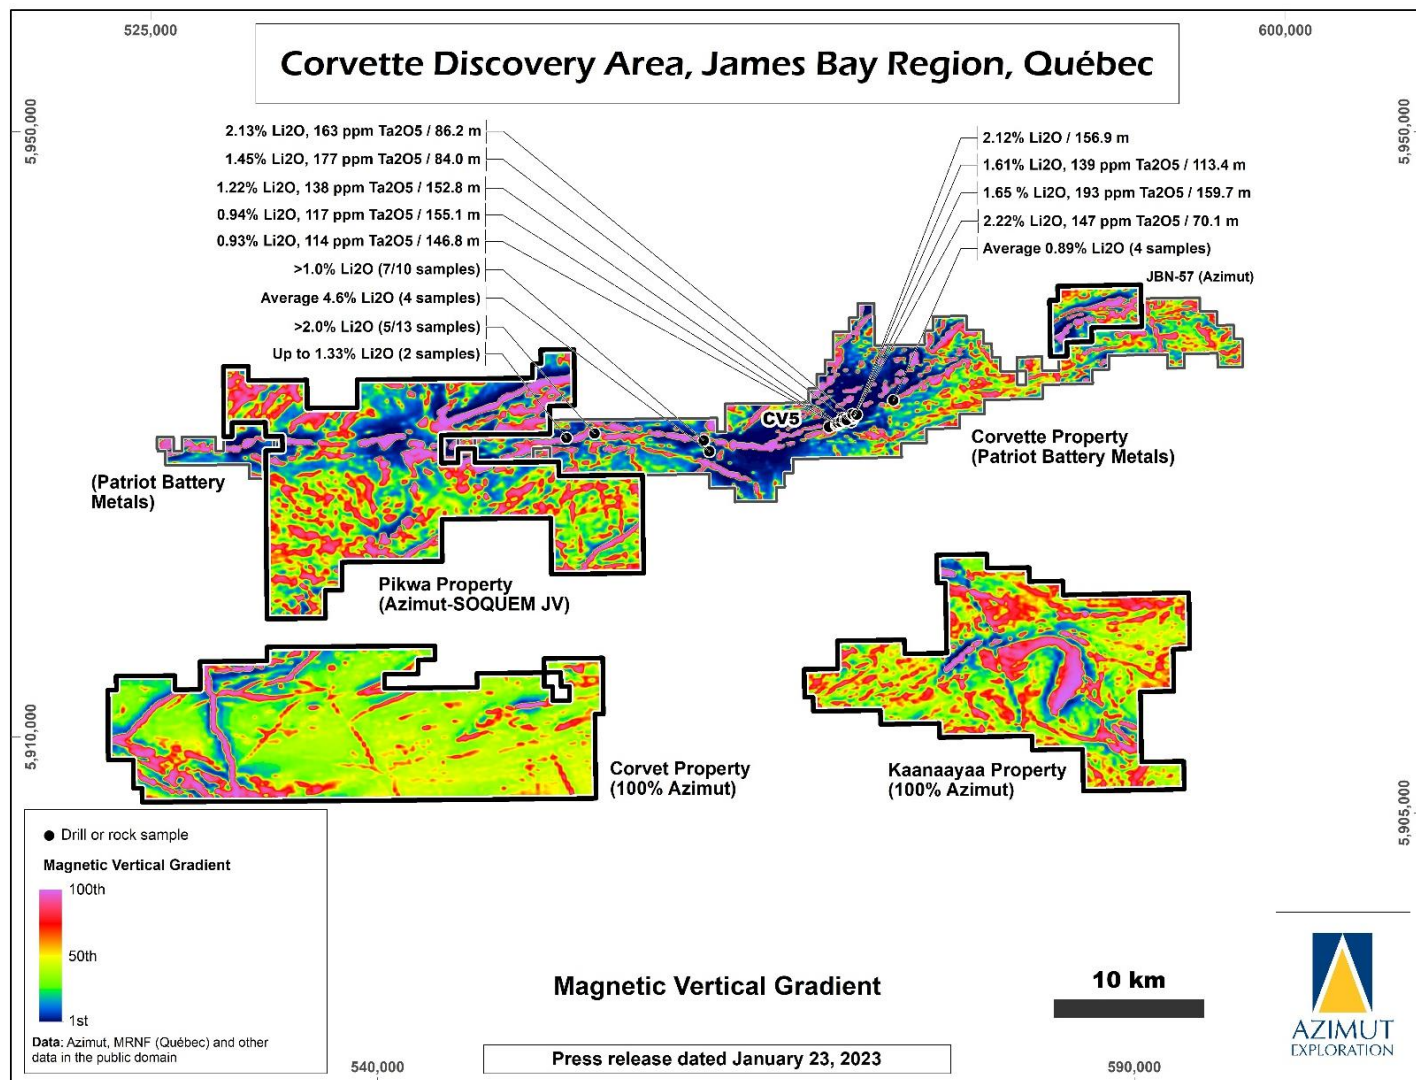 525,000
600,000
Corvette Discovery Area, James Bay Region, Québec
5,950,000
5,950,000
2.13% Li2O, 163 ppm Ta2O5 / 86.2 m
1.45% Li2O, 177 ppm Ta2O5 / 84.0 m
1.22% Li2O, 138 ppm Ta2O5 / 152.8 m
0.94% Li2O, 117 ppm Ta2O5 / 155.1 m
0.93% Li2O, 114 ppm Ta2O5 / 146.8 m
>1.0% Li2O (7/10 samples)
Average 4.6% Li2O (4 samples)
>2.0% Li2O (5/13 samples)
Up to 1.33% Li2O (2 samples)
2.12% Li2O / 156.9 m
1.61% Li2O, 139 ppm Ta2O5 / 113.4 m
1.65 % Li2O, 193 ppm Ta2O5 / 159.7 m
2.22% Li2O, 147 ppm Ta2O5 / 70.1 m
Average 0.89% Li2O (4 samples)
JBN-57 (Azimut)
CV5
Corvette Property
(Patriot Battery Metals)
(Patriot Battery
Metals)
Pikwa Property
(Azimut-SOQUEM JV)
Corvet Property
(100% Azimut)
Kaanaayaa Property
(100% Azimut)
5,910,000
5,905,000
Drill or rock sample
Magnetic Vertical Gradient
100th
50th
1st
Data: Azimut, MRNF (Québec) and other
data in the public domain
Magnetic Vertical Gradient
10 km
AZIMUT
EXPLORATION
Press release dated January 23, 2023
540,000
590,000